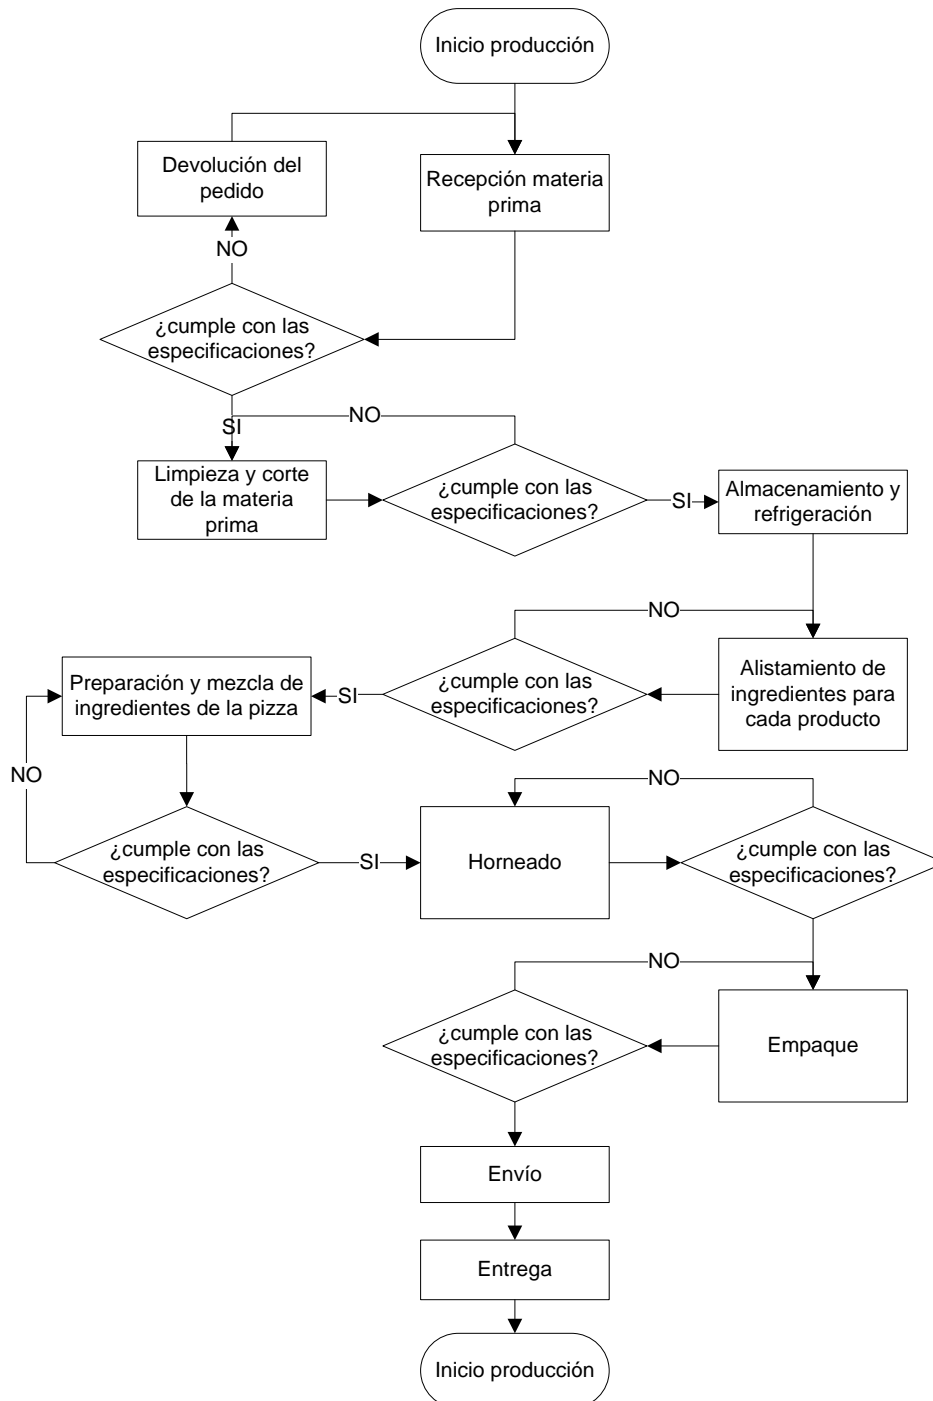 Inicio producción
Devolución del
pedido
Recepción materia
prima
NO
¿cumple con las
especificaciones?
SI
NO
Limpieza y corte
de la materia
prima
¿cumple con las
especificaciones?
SI
Almacenamiento y
refrigeración
NO
Alistamiento de
ingredientes para
cada producto
¿cumple con las
especificaciones?
SI
Preparación y mezcla de
ingredientes de la pizza
NO
¿cumple con las
especificaciones?
SI
Horneado
NO
¿cumple con las
especificaciones?
NO
Empaque
¿cumple con las
especificaciones?
Envío
Entrega
Inicio producción